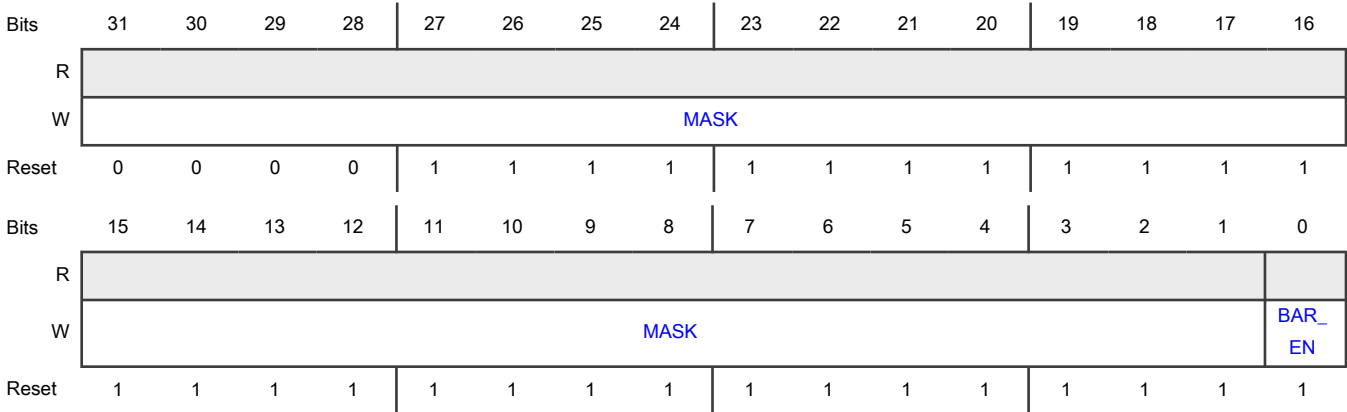 Bits 31 30 29 28 27 26 25 24 23 22 21 20 19 18 17 16
R
W MASK
Reset 0 0 0 0 1 1 1 1 1 1 1 1 1 1 1 1
Bits 15 14 13 12 11 10 9 8 7 6 5 4 3 2 1 0
R
W MASK BAR_
EN
Reset 1 1 1 1 1 1 1 1 1 1 1 1 1 1 1 1